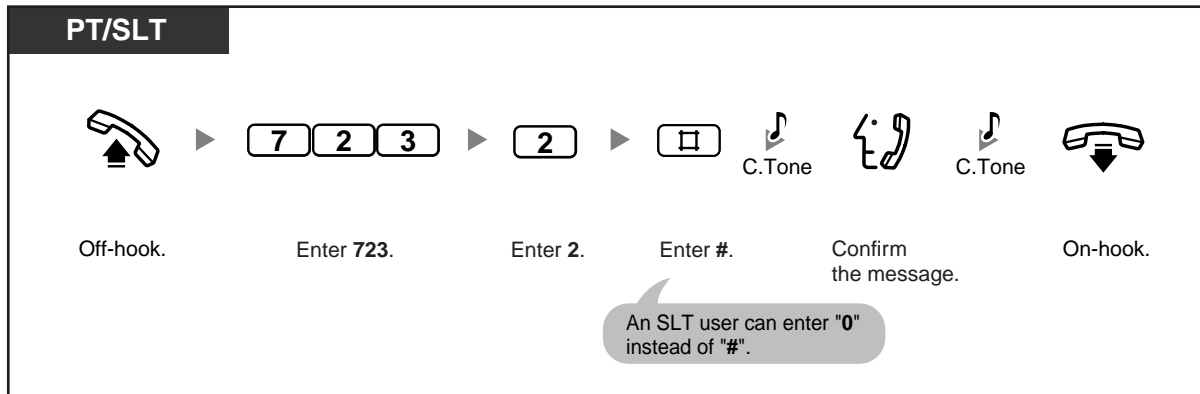 PT/SLT
7 2 3
2
#
C.Tone
C.Tone
Off-hook.
Enter 723.
Enter 2.
Enter #.
Confirm
the message.
On-hook.
An SLT user can enter "0"
instead of "#".